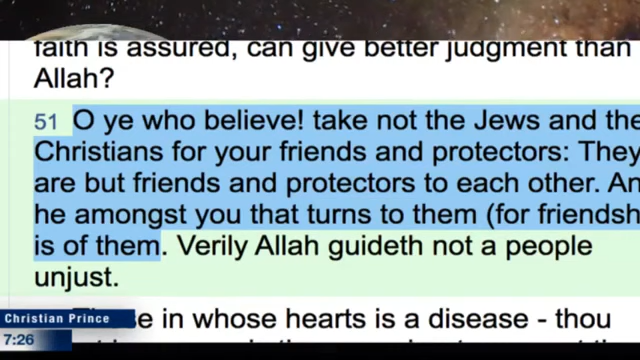 faith is assured, can give better judgment than
Allah?
51 O ye who believe! take not the Jews and the
Christians for your friends and protectors: They
are but friends and protectors to each other. An
he amongst you that turns to them (for friendsh
is of them. Verily Allah guideth not a people
unjust.
in whose hearts is a disease - thou
Christian Prince
7:26